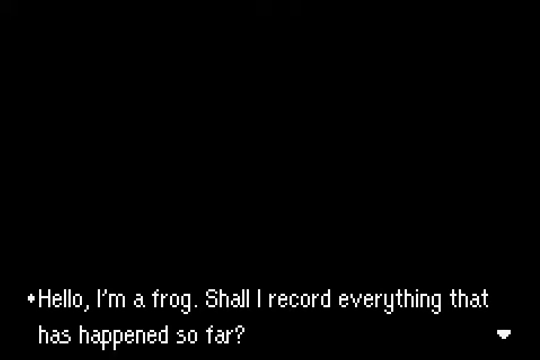 •Hello, I'm a frog. Shall I record everything that
has happened so far?